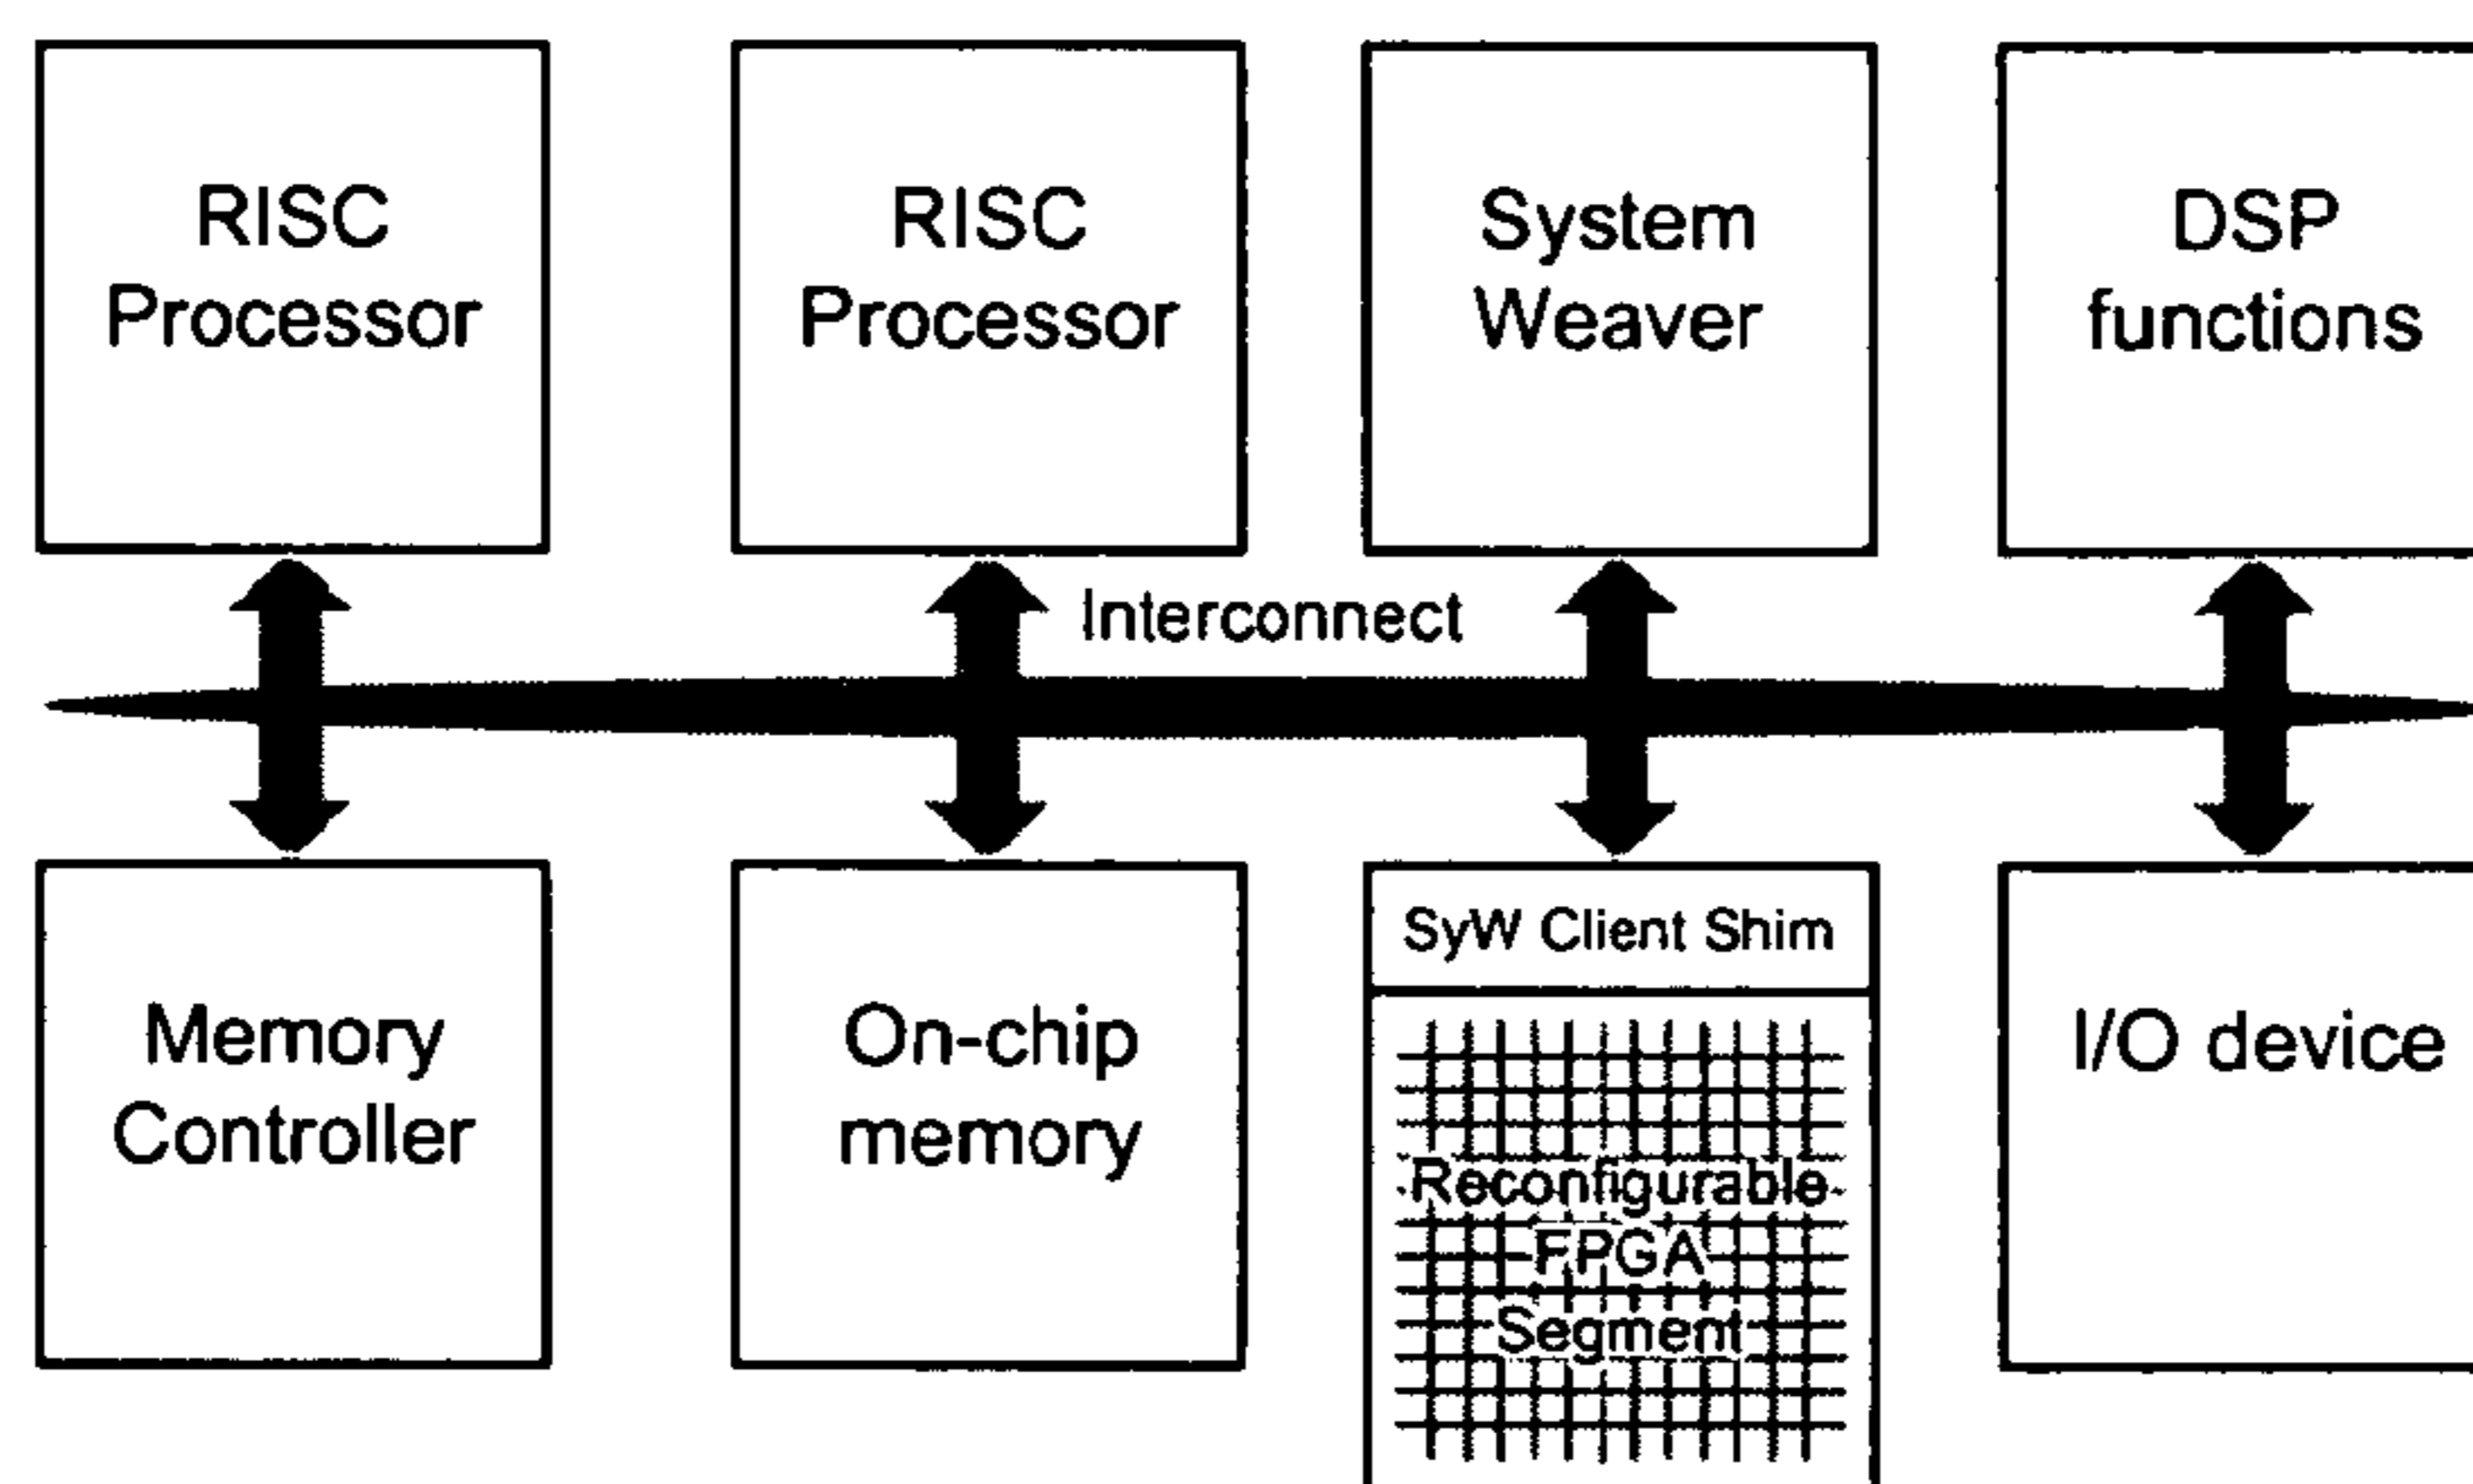 RISC
Processor
RISC
Processor
System
Weaver
DSP
functions
Interconnect
Memory
Controller
On-chip
memory
SyW Client Shim
Reconfigurable
FPGA
Segment
I/O device